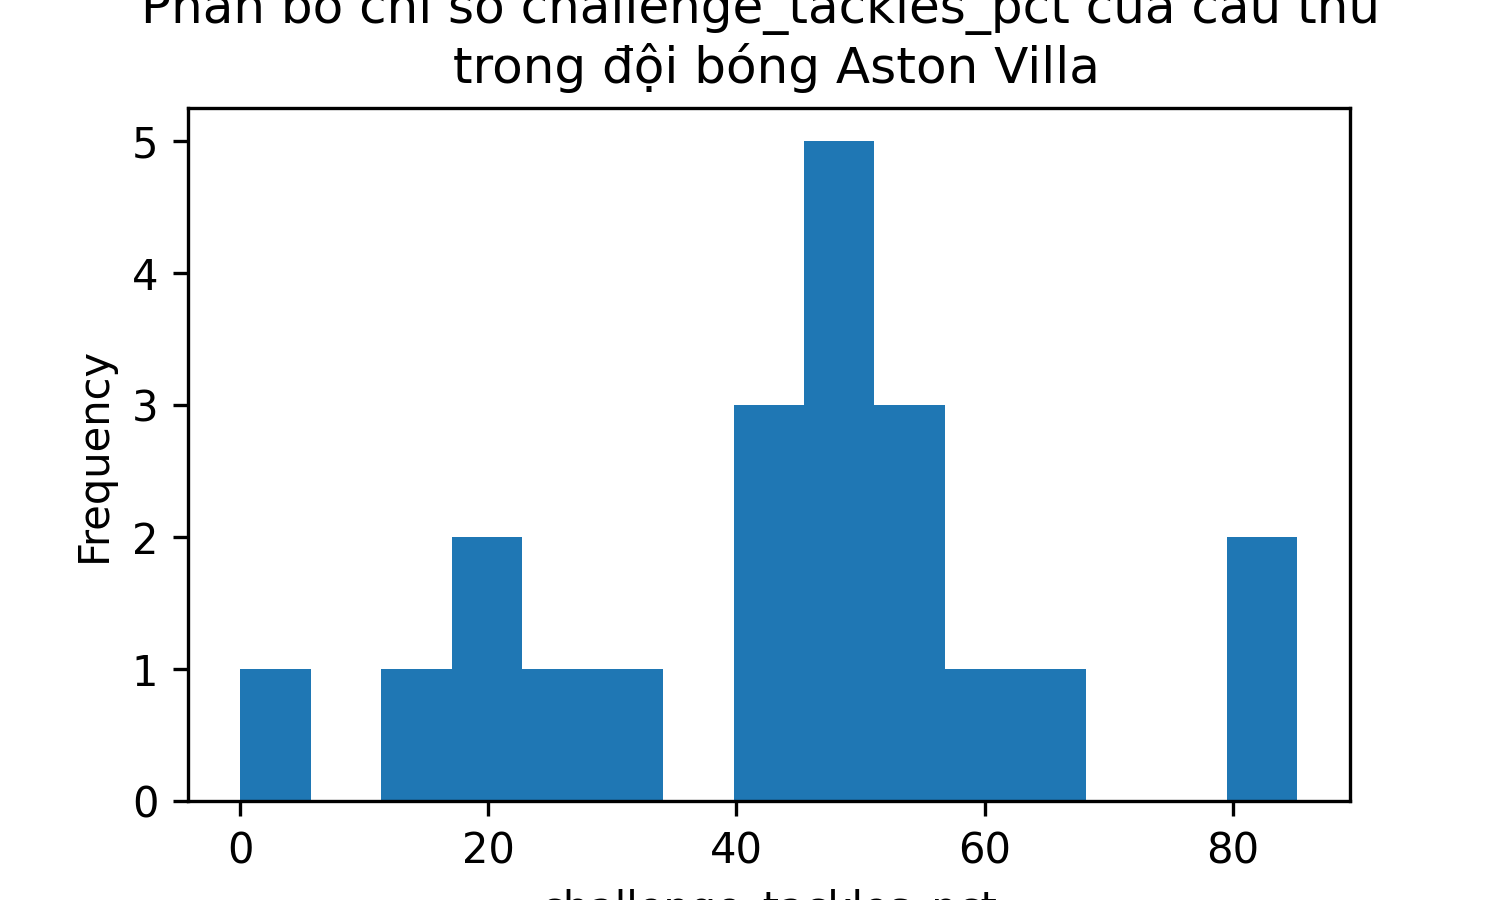 Phân bố chỉ số challenge_tackles_pct của cầu thủ
trong đội bóng Aston Villa
5
4
3
2
1
0
Frequency
0 20 40 60 80
challenge_tackles_pct